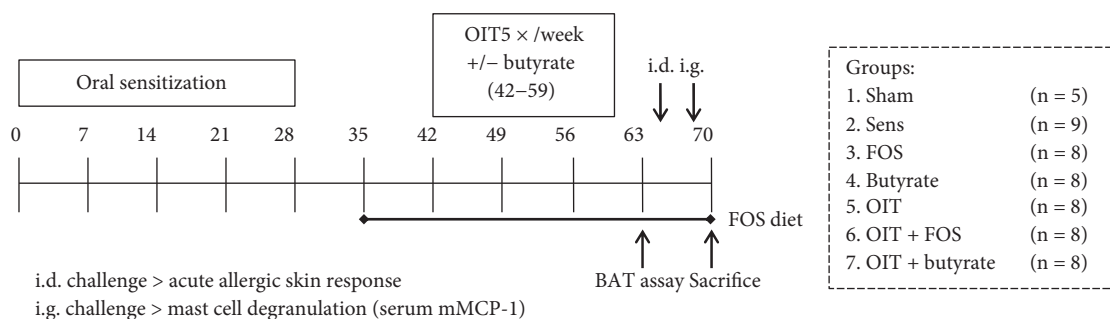 OIT5 × /week
+/− butyrate
(42−59)
Oral sensitization
i.d. i.g.
0 7 14 21 28 35 42 49 56 63 70
FOS diet
BAT assay Sacrifice
i.d. challenge > acute allergic skin response
i.g. challenge > mast cell degranulation (serum mMCP-1)
Groups:
1. Sham (n = 5)
2. Sens (n = 9)
3. FOS (n = 8)
4. Butyrate (n = 8)
5. OIT (n = 8)
6. OIT + FOS (n = 8)
7. OIT + butyrate (n = 8)